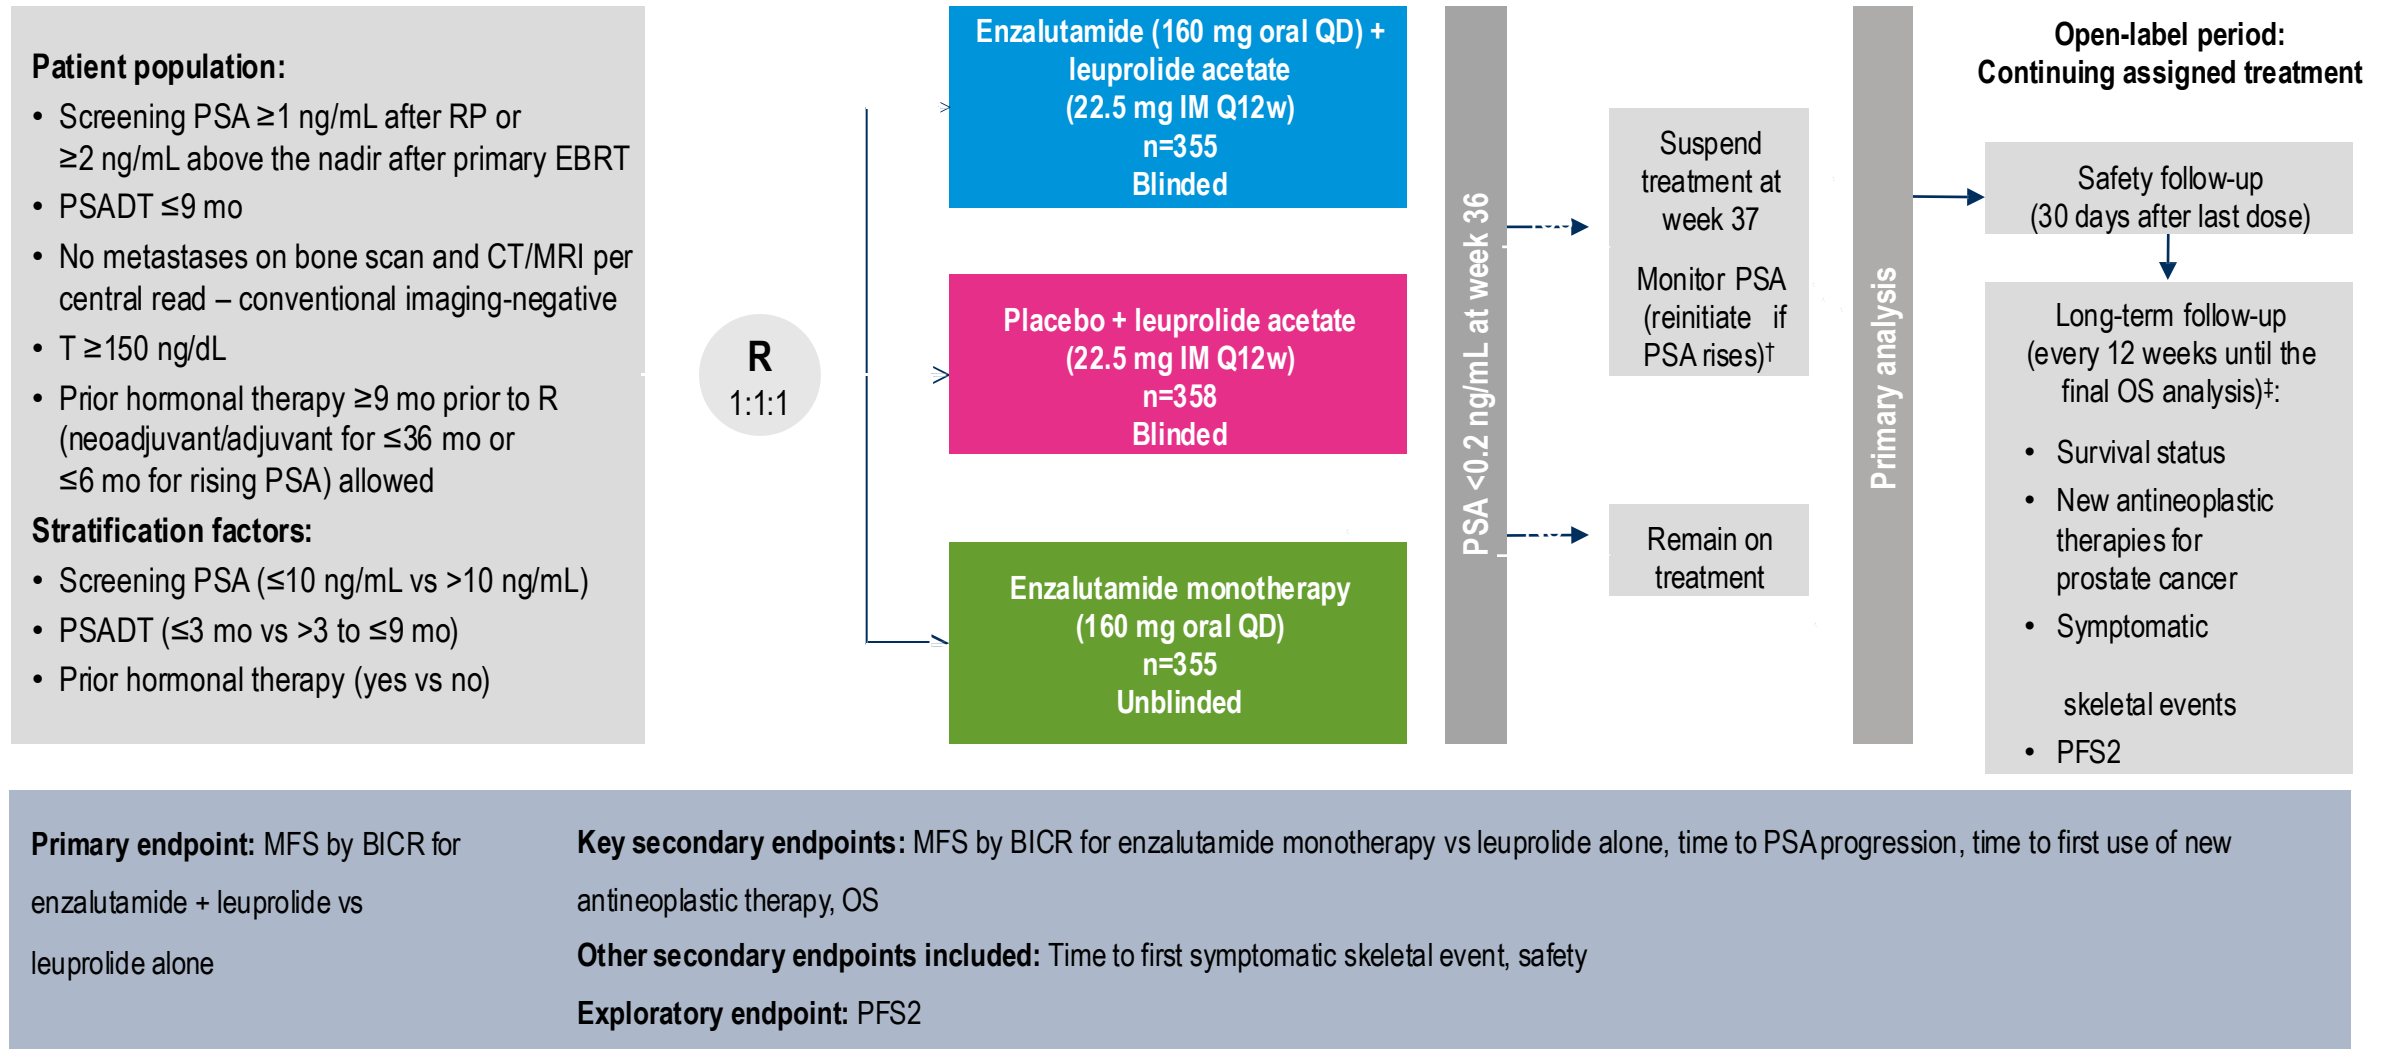 Patient population:
• Screening PSA ≥1 ng/mL after RP or
≥2 ng/mL above the nadir after primary EBRT
• PSADT ≤9 mo
• No metastases on bone scan and CT/MRI per
central read – conventional imaging-negative
• T ≥150 ng/dL
• Prior hormonal therapy ≥9 mo prior to R
(neoadjuvant/adjuvant for ≤36 mo or
≤6 mo for rising PSA) allowed
Stratification factors:
• Screening PSA (≤10 ng/mL vs >10 ng/mL)
• PSADT (≤3 mo vs >3 to ≤9 mo)
• Prior hormonal therapy (yes vs no)
R
1:1:1
Enzalutamide (160 mg oral QD) +
leuprolide acetate
(22.5 mg IM Q12w)
n=355
Blinded
Placebo + leuprolide acetate
(22.5 mg IM Q12w)
n=358
Blinded
Enzalutamide monotherapy
(160 mg oral QD)
n=355
Unblinded
PSA <0.2 ng/mL at week 36
Suspend
treatment at
week 37
Monitor PSA
(reinitiate if
PSA rises)†
Remain on
treatment
Primary analysis
Open-label period:
Continuing assigned treatment
Safety follow-up
(30 days after last dose)
Long-term follow-up
(every 12 weeks until the
final OS analysis)‡:
• Survival status
• New antineoplastic
therapies for
prostate cancer
• Symptomatic
skeletal events
• PFS2
Primary endpoint: MFS by BICR for
enzalutamide + leuprolide vs
leuprolide alone
Key secondary endpoints: MFS by BICR for enzalutamide monotherapy vs leuprolide alone, time to PSA progression, time to first use of new
antineoplastic therapy, OS
Other secondary endpoints included: Time to first symptomatic skeletal event, safety
Exploratory endpoint: PFS2